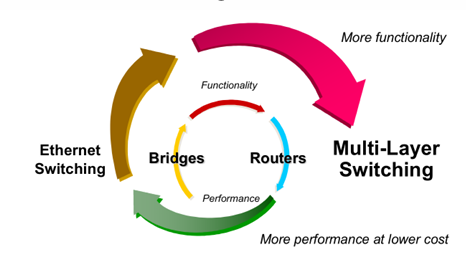 More functionality
Functionality
Ethernet
Switching
Bridges
Routers
Multi-Layer
Switching
Performance
More performance at lower cost